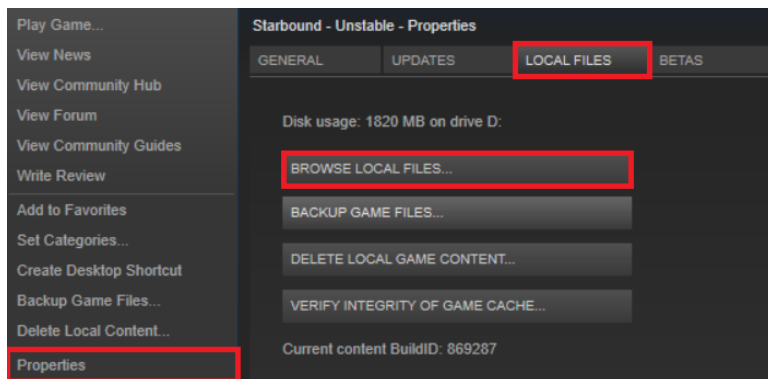 Play Game...
View News
View Community Hub
View Forum
View Community Guides
Write Review
Add to Favorites
Set Categories...
Create Desktop Shortcut
Backup Game Files...
Delete Local Content...
Properties
Starbound - Unstable - Properties
GENERAL UPDATES LOCAL FILES BETAS
Disk usage: 1820 MB on drive D:
BROWSE LOCAL FILES...
BACKUP GAME FILES...
DELETE LOCAL GAME CONTENT...
VERIFY INTEGRITY OF GAME CACHE...
Current content BuildID: 869287